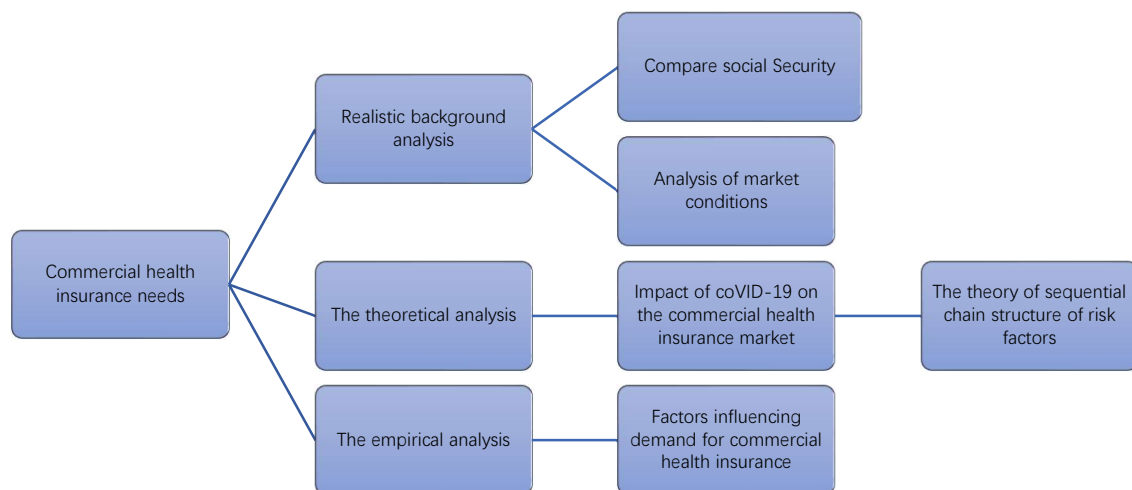 Compare social Security
Realistic background
analysis
Analysis of market
conditions
Commercial health
insurance needs
The theoretical analysis
Impact of coVID-19 on
the commercial health
insurance market
The theory of sequential
chain structure of risk
factors
The empirical analysis
Factors influencing
demand for commercial
health insurance